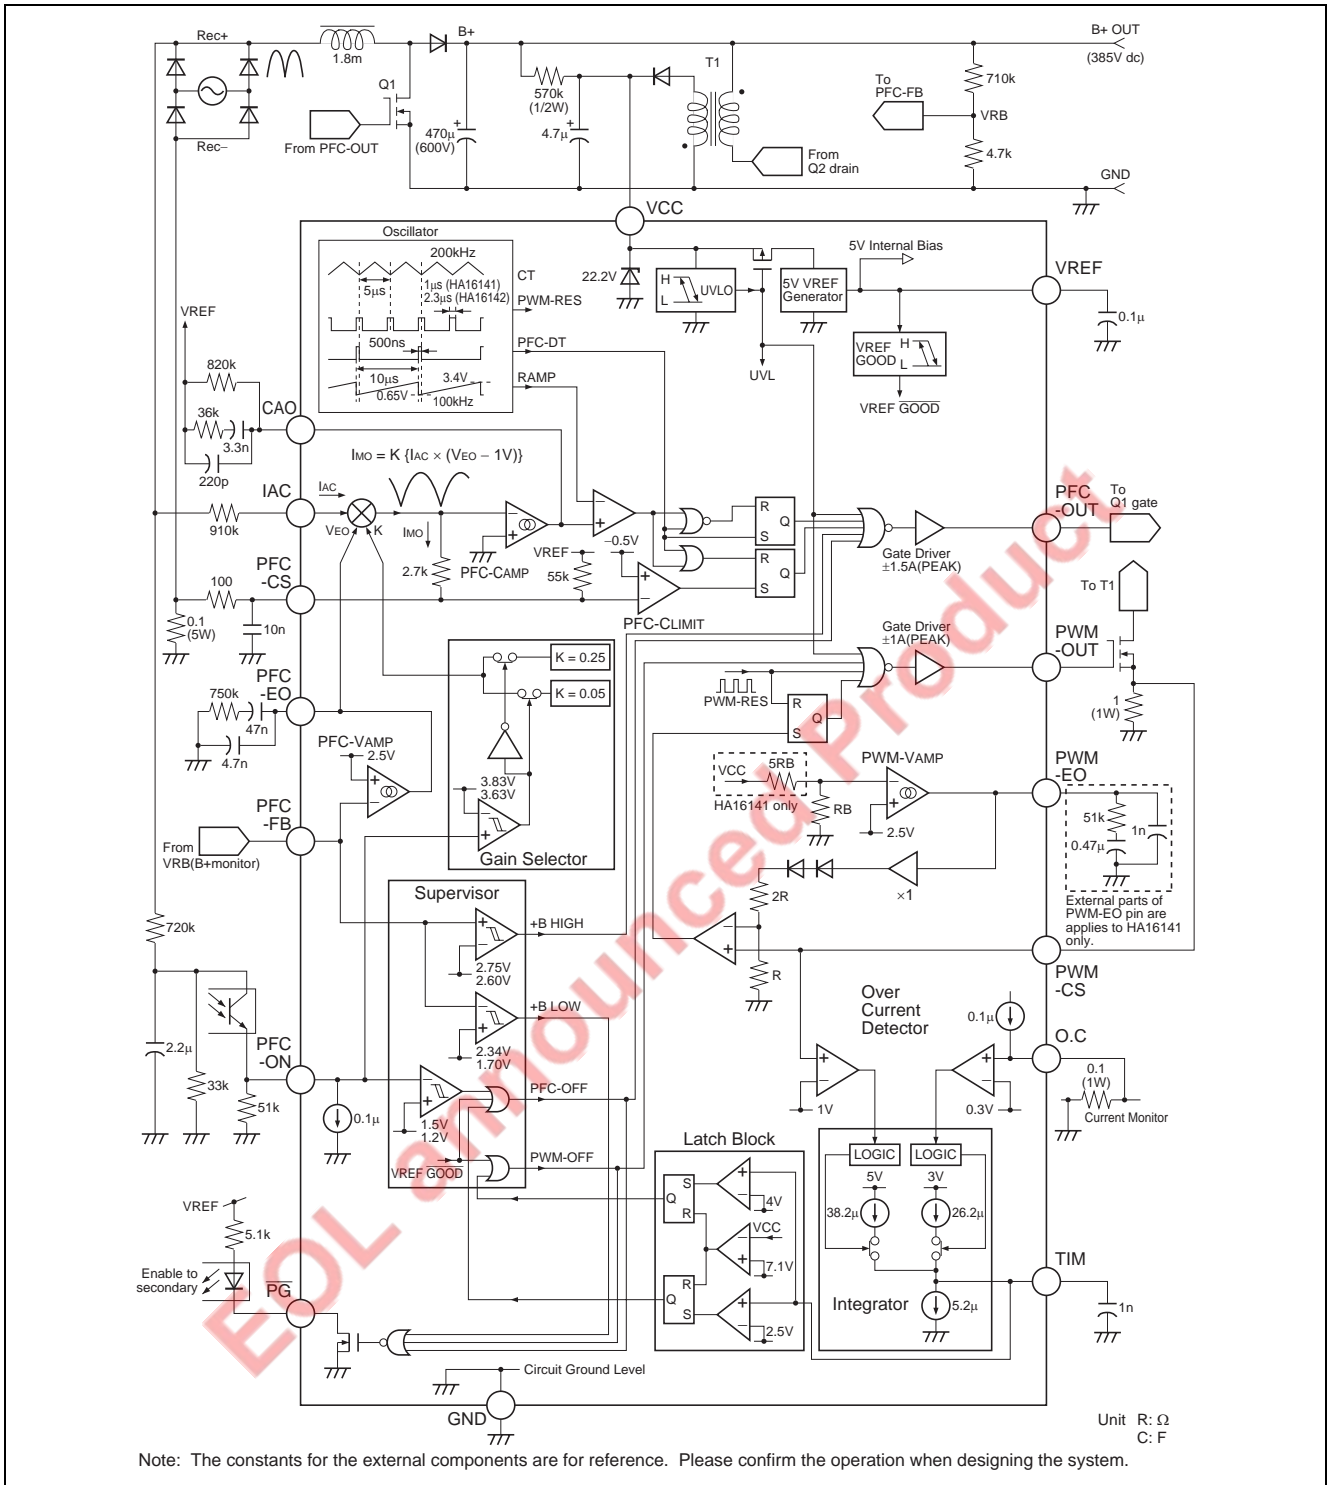 Rec+
1.8m
B+
B+ OUT
(385V dc)
Q1
From PFC-OUT
Rec−
470μ
(600V)
570k
(1/2W)
4.7μ
T1
From
Q2 drain
To
PFC-FB
710k
VRB
4.7k
GND
VCC
Oscillator
200kHz
5μs
1μs (HA16141)
2.3μs (HA16142)
500ns
10μs
3.4V
0.65V
100kHz
CT
PWM-RES
PFC-DT
RAMP
22.2V
H
L
UVLO
UVL
5V VREF
Generator
5V Internal Bias
VREF
0.1μ
VREF
GOOD
H
L
VREF GOOD
VREF
820k
36k
3.3n
220p
CAO
IMO = K {IAC × (VEO − 1V)}
IAC
IAC
910k
VEO
K
IMO
2.7k
PFC-CAMP
VREF
55k
−0.5V
PFC-CLIMIT
R
S
Q
R
S
Q
Gate Driver
±1.5A(PEAK)
PFC
-OUT
To
Q1 gate
PFC
-CS
100
0.1
(5W)
10n
To T1
Gate Driver
±1A(PEAK)
PWM
-OUT
1
(1W)
K = 0.25
K = 0.05
3.83V
3.63V
Gain Selector
PWM-RES
R
S
Q
PFC
-EO
750k
47n
4.7n
PFC-VAMP
2.5V
PFC
-FB
From
VRB(B+monitor)
VCC
5RB
HA16141 only
RB
PWM-VAMP
2.5V
PWM
-EO
51k
0.47μ
1n
External parts of
PWM-EO pin are
applies to HA16141
only.
×1
2R
R
PWM
-CS
Supervisor
+B HIGH
2.75V
2.60V
+B LOW
2.34V
1.70V
PFC-OFF
1.5V
1.2V
VREF GOOD
PWM-OFF
720k
2.2μ
33k
51k
PFC
-ON
0.1μ
Over
Current
Detector
0.1μ
O.C
0.1
(1W)
Current Monitor
1V
0.3V
Latch Block
S
Q
R
4V
VCC
7.1V
R
Q
S
2.5V
LOGIC
LOGIC
5V
3V
38.2μ
26.2μ
Integrator
5.2μ
TIM
1n
VREF
5.1k
Enable to
secondary
PG
Circuit Ground Level
GND
Unit R: Ω
C: F
Note: The constants for the external components are for reference. Please confirm the operation when designing the system.
EOL announced Product